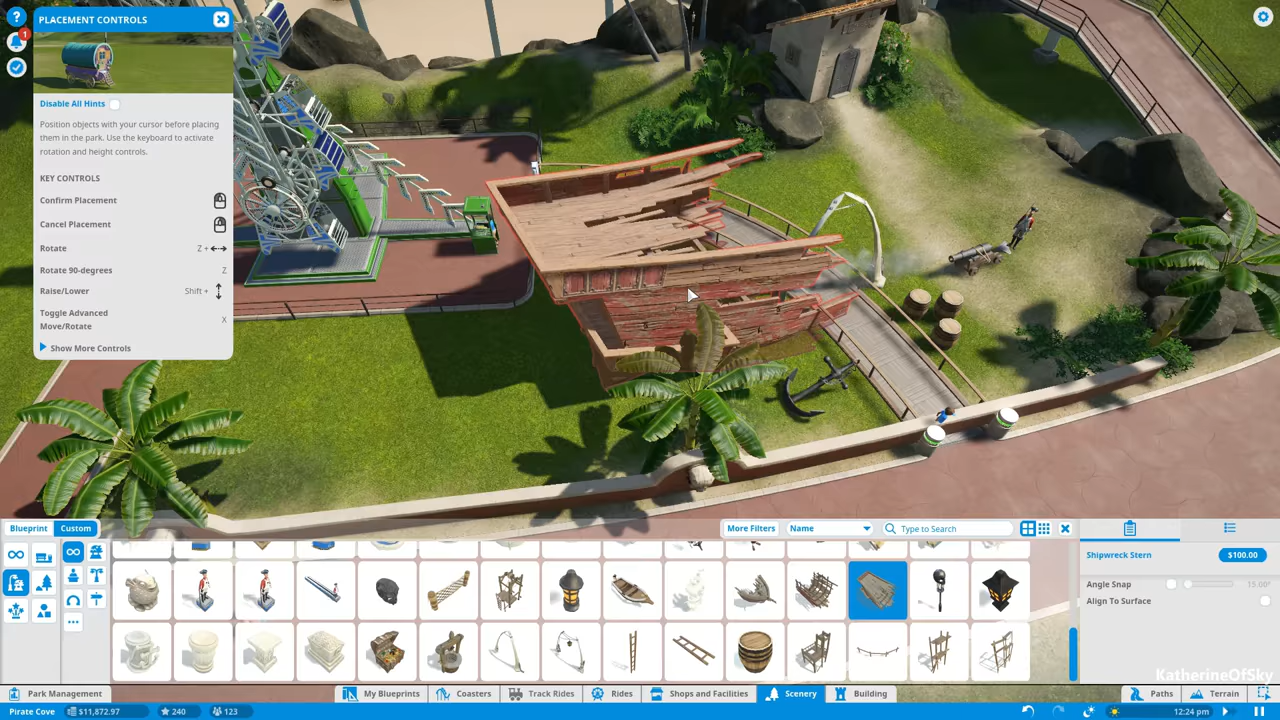 PLACEMENT CONTROLS
?
1
Disable All Hints
Position objects with your cursor before placing
them in the park. Use the keyboard to activate
rotation and height controls.
KEY CONTROLS
Confirm Placement
Cancel Placement
Rotate Z +
Rotate 90-degrees Z
Raise/Lower Shift +
Toggle Advanced
Move/Rotate X
Show More Controls
Blueprint Custom More Filters Name Type to Search
Shipwreck Stern $100.00
Angle Snap 15.00°
Align To Surface
KatherineOfSky
Park Management My Blueprints Coasters Track Rides Rides Shops and Facilities Scenery Building Paths Terrain
Pirate Cove $11,872.97 240 123 12:24 pm